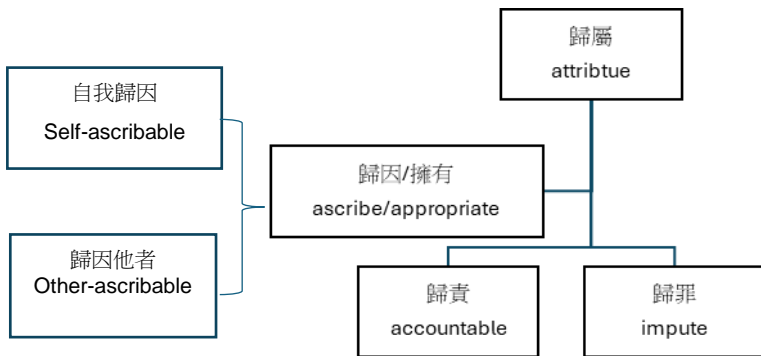 歸屬
attribtue
自我歸因
Self-ascribable
歸因/擁有
ascribe/appropriate
歸因他者
Other-ascribable
歸責
accountable
歸罪
impute